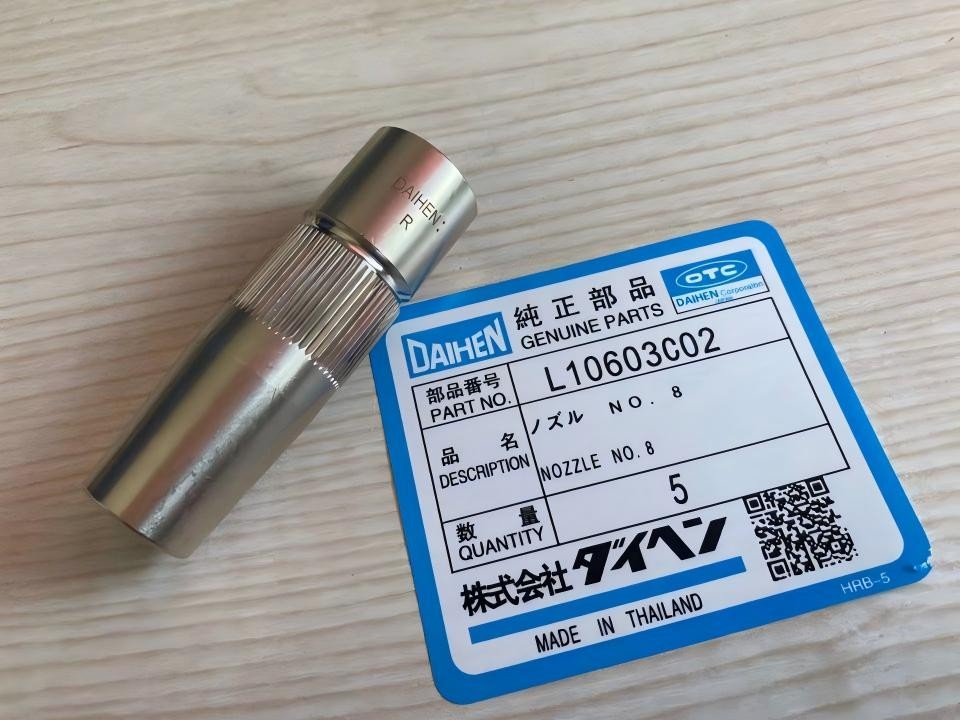 DAIHEN:
R
DAIHEN
純正部品
GENUINE PARTS
OTC
DAIHEN Corporation
部品番号
PART NO.
L10603C02
品名
DESCRIPTION
ノズル NO. 8
NOZZLE NO.8
数量
QUANTITY
5
株式会社ダイヘン
MADE IN THAILAND
HRB-5